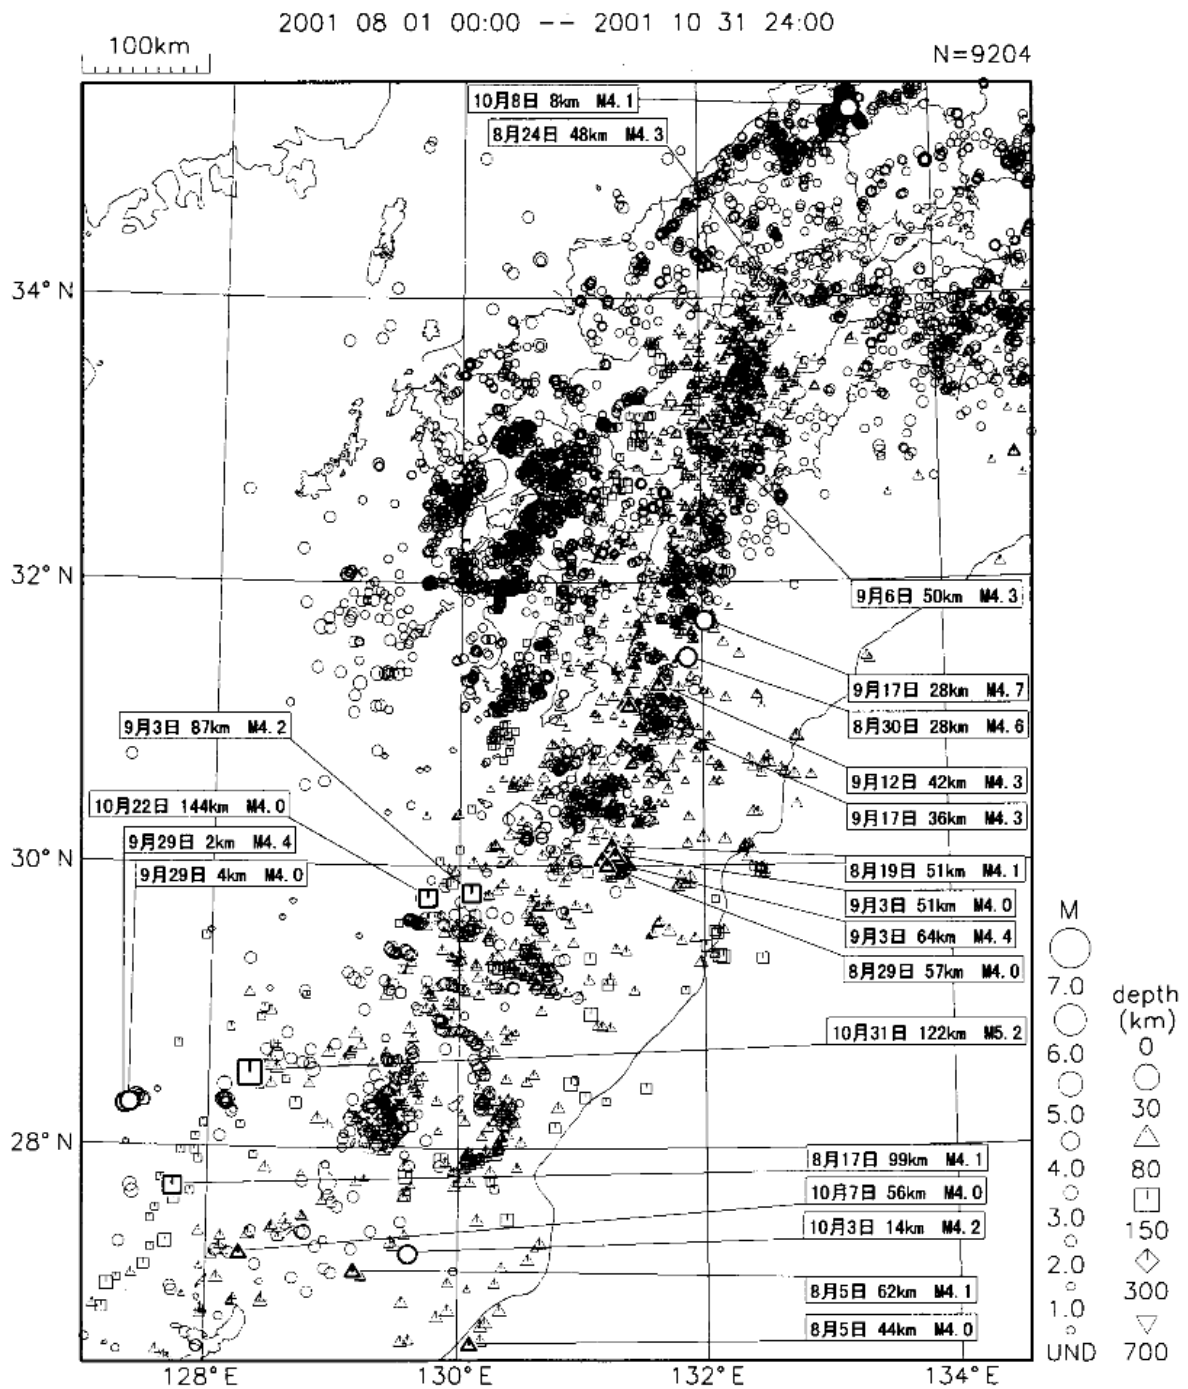 2001 08 01 00:00 -- 2001 10 31 24:00
100km
N=9204
10月8日 8km M4.1
8月24日 48km M4.3
34°N
32°N
9月6日 50km M4.3
9月17日 28km M4.7
9月3日 87km M4.2
8月30日 28km M4.6
9月12日 42km M4.3
10月22日 144km M4.0
9月17日 36km M4.3
9月29日 2km M4.4
30°N
8月19日 51km M4.1
9月29日 4km M4.0
9月3日 51km M4.0
9月3日 64km M4.4
8月29日 57km M4.0
10月31日 122km M5.2
28°N
8月17日 99km M4.1
10月7日 56km M4.0
10月3日 14km M4.2
8月5日 62km M4.1
8月5日 44km M4.0
128°E
130°E
132°E
134°E
M
7.0
6.0
5.0
4.0
3.0
2.0
1.0
UND
depth
(km)
0
30
80
150
300
700